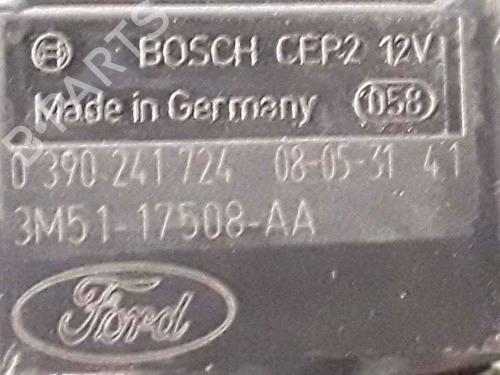 BOSCH CEP2 12V
Made in Germany 058
0 390 241 724 08-05-31 41
3M51-17508-AA
Ford
B-PARTS